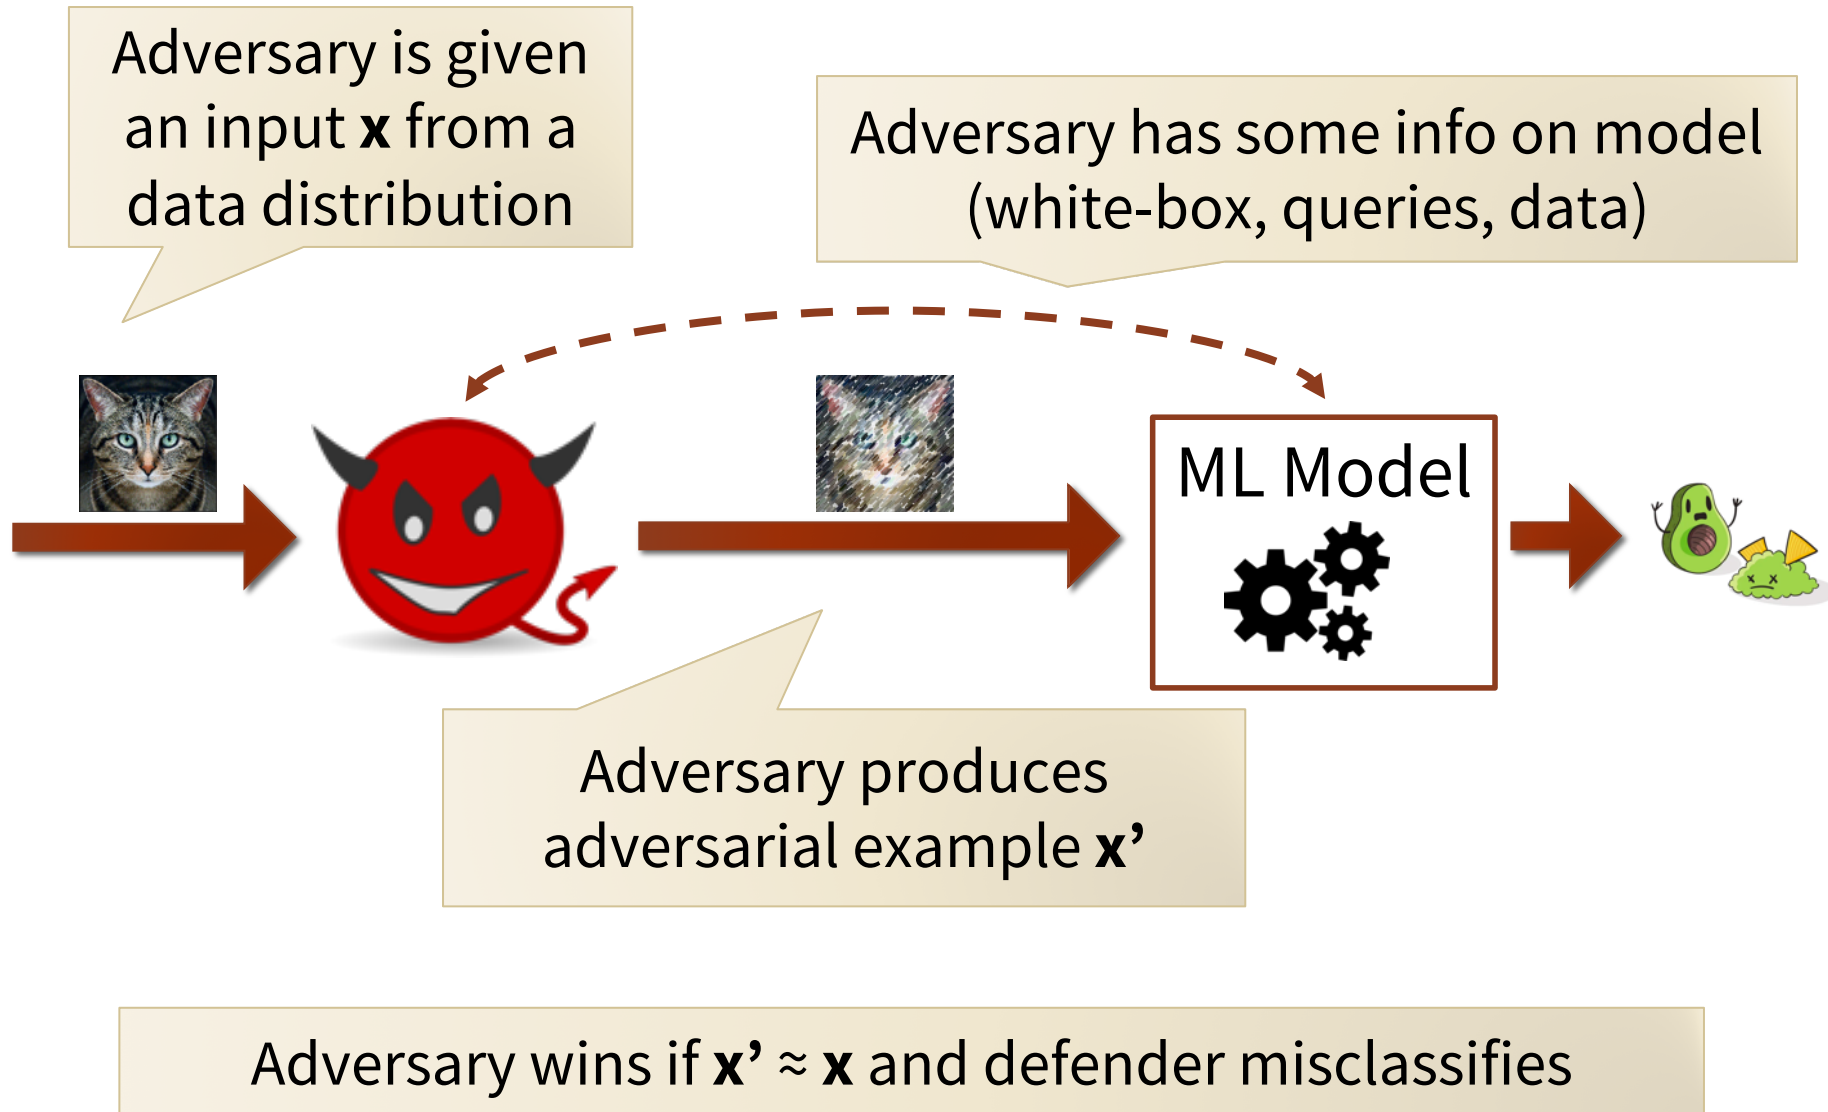 Adversary is given
an input x from a
data distribution
Adversary has some info on model
(white-box, queries, data)
ML Model
Adversary produces
adversarial example x’
Adversary wins if x’ ≈ x and defender misclassifies